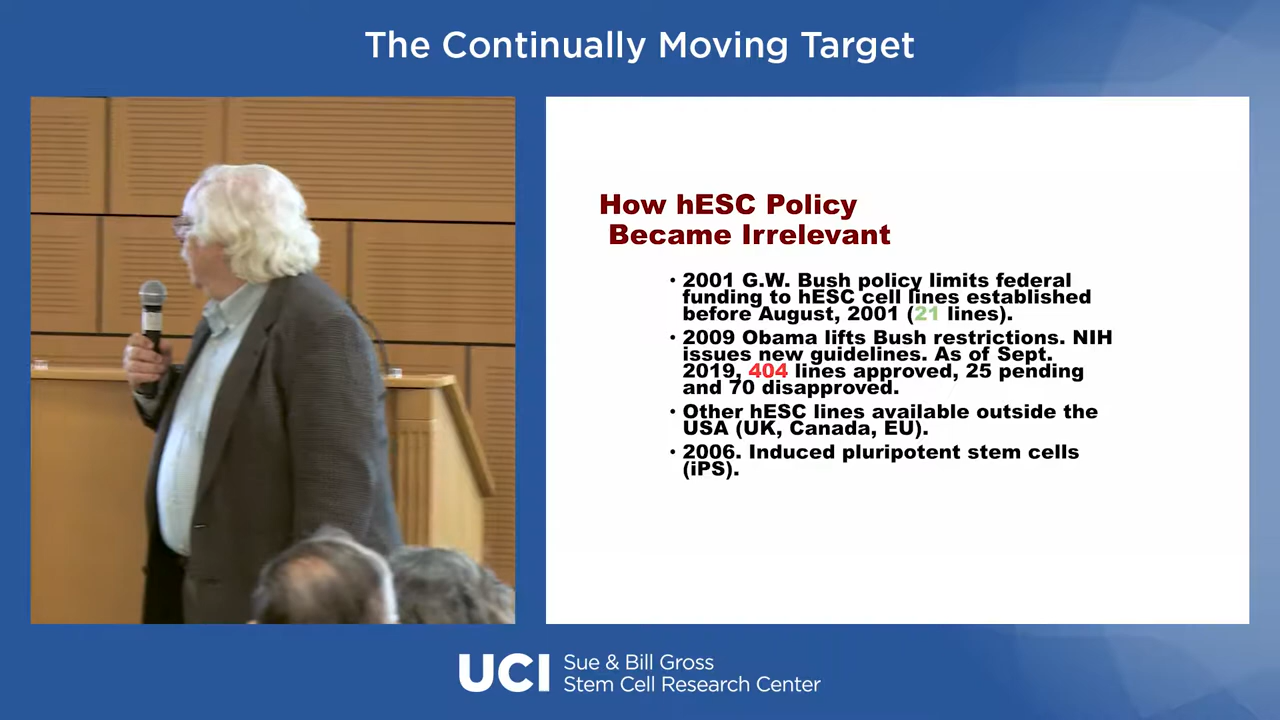 The Continually Moving Target
How hESC Policy
Became Irrelevant
• 2001 G.W. Bush policy limits federal
funding to hESC cell lines established
before August, 2001 (21 lines).
• 2009 Obama lifts Bush restrictions. NIH
issues new guidelines. As of Sept.
2019, 404 lines approved, 25 pending
and 70 disapproved.
• Other hESC lines available outside the
USA (UK, Canada, EU).
• 2006. Induced pluripotent stem cells
(iPS).
UCI
Sue & Bill Gross
Stem Cell Research Center